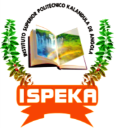 INSTITUTO SUPERIOR POLITÉCNICO KALANDULA DE ANGOLA
ISPEKA